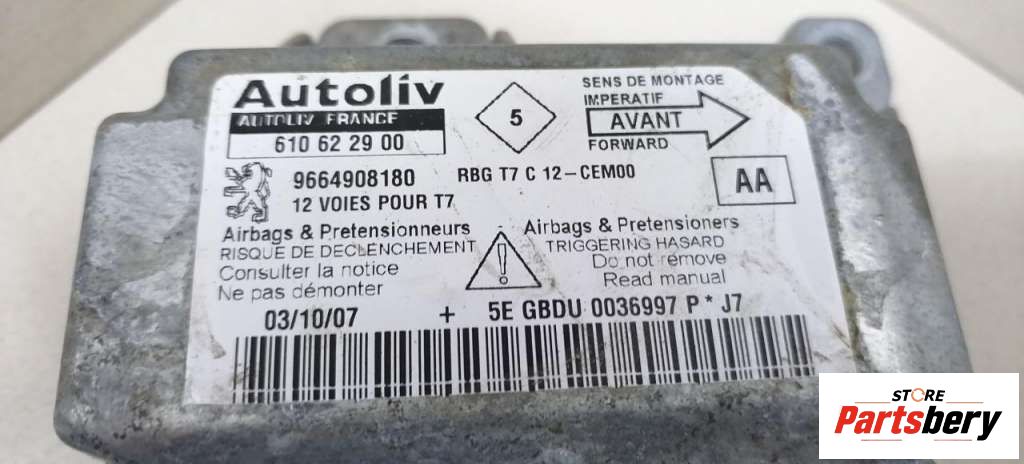 Autoliv
AUTOLIV FRANCE
610 62 29 00
5
SENS DE MONTAGE
IMPERATIF
AVANT
FORWARD
9664908180
RBG T7 C 12-CEM00
12 VOIES POUR T7
AA
Airbags & Pretensionneurs
RISQUE DE DECLENCHEMENT
Consulter la notice
Ne pas démonter
Airbags & Pretensioners
TRIGGERING HASARD
Do not remove
Read manual
03/10/07 + 5E GBDU 0036997 P * J7
STORE
Partsbery